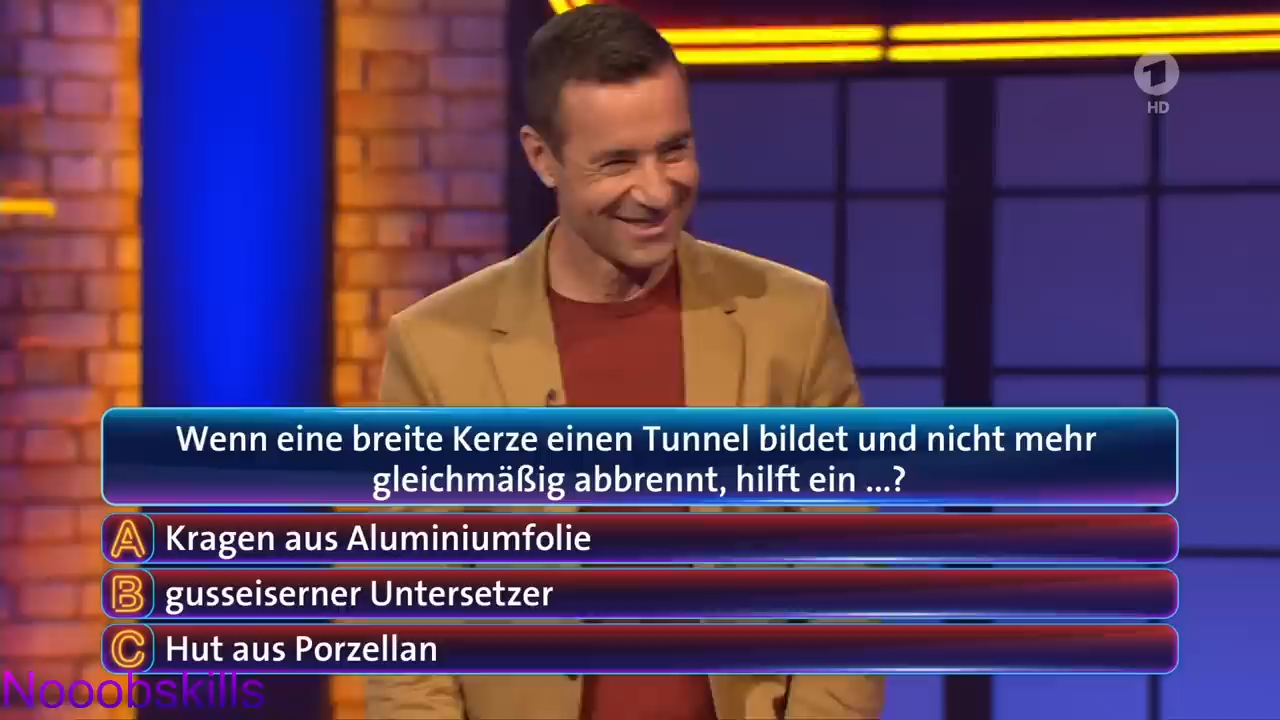 1
HD
Wenn eine breite Kerze einen Tunnel bildet und nicht mehr
gleichmäßig abbrennt, hilft ein ...?
A Kragen aus Aluminiumfolie
B gusseiserner Untersetzer
C Hut aus Porzellan
Nooobskills